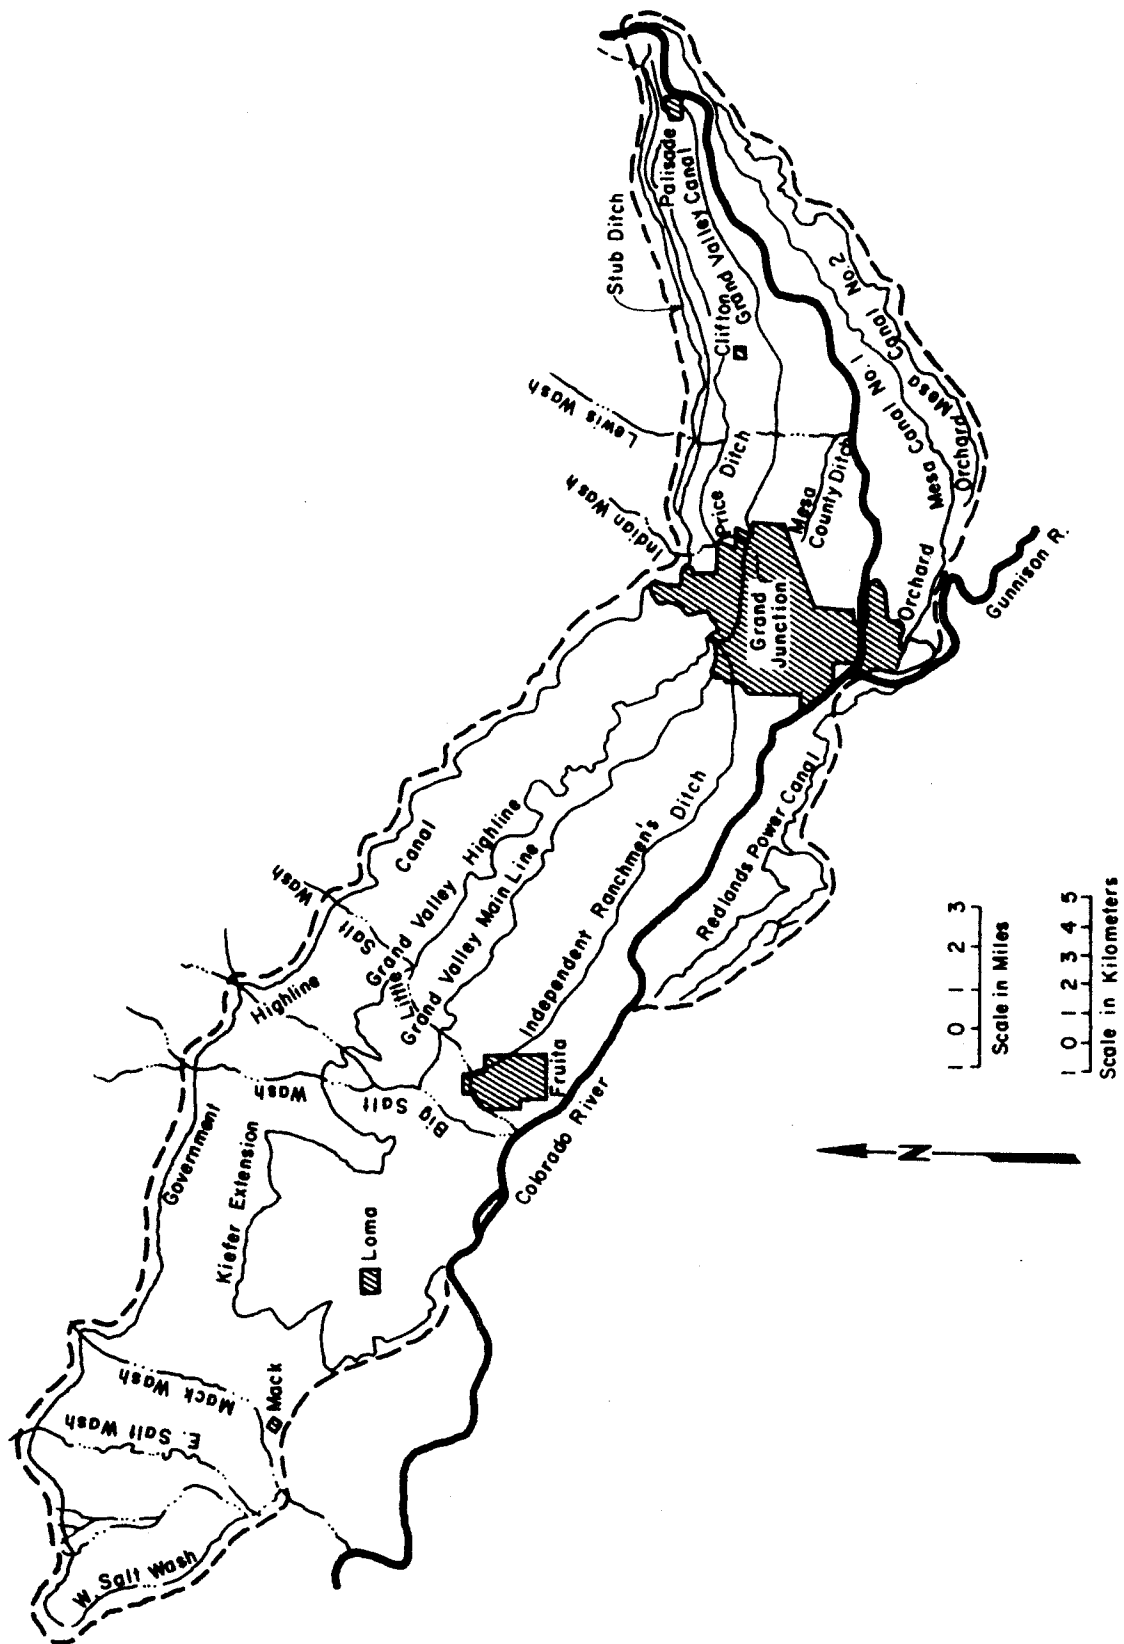 W. Salt Wash
E. Salt Wash
Mack Wash
Mack
Government
Highline
Canal
Kiefer Extension
Loma
Big Salt
Wash
Little
Salt
Wash
Grand Valley Highline
Grand Valley Main Line
Independent Ranchmen's Ditch
Fruita
Colorado River
Redlands Power Canal
Grand
Junction
Indian Wash
Lewis Wash
Stub Ditch
Price Ditch
Clifton
Palisade
Grand Valley Canal
Mesa
County Ditch
Orchard Mesa Canal No. 1
Orchard Mesa Canal No. 2
Gunnison R.
N
1 0 1 2 3
Scale in Miles
1 0 1 2 3 4 5
Scale in Kilometers